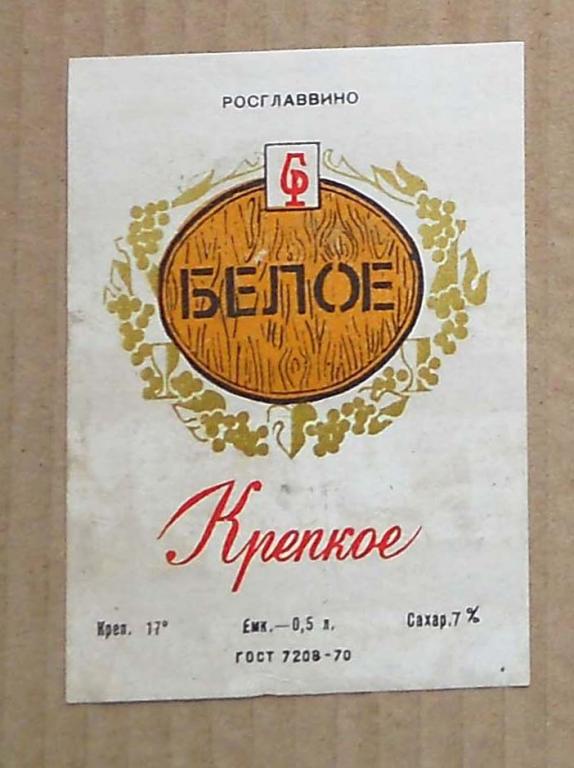 РОСГЛАВВИНО
БЕЛОЕ
Крепкое
Креп. 17° Емк.—0,5 л. Сахар.7 %
ГОСТ 7208-70